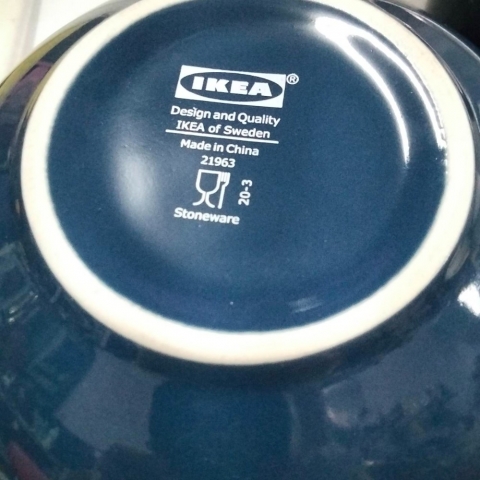 IKEA®
Design and Quality
IKEA of Sweden
Made in China
21963
20-3
Stoneware